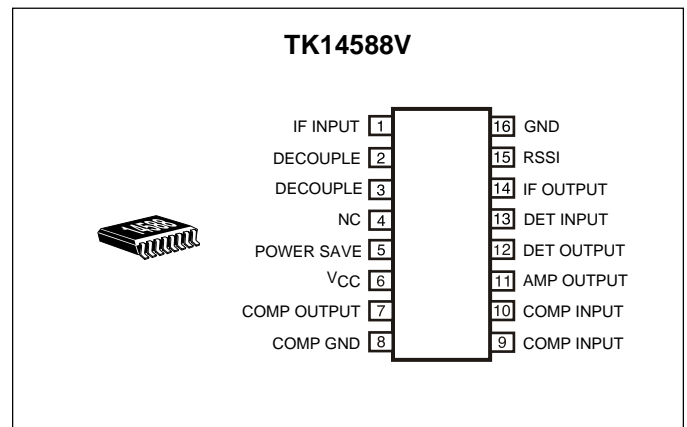 TK14588V
IF INPUT 1
DECOUPLE 2
DECOUPLE 3
NC 4
POWER SAVE 5
VCC 6
COMP OUTPUT 7
COMP GND 8
16 GND
15 RSSI
14 IF OUTPUT
13 DET INPUT
12 DET OUTPUT
11 AMP OUTPUT
10 COMP INPUT
9 COMP INPUT
14588